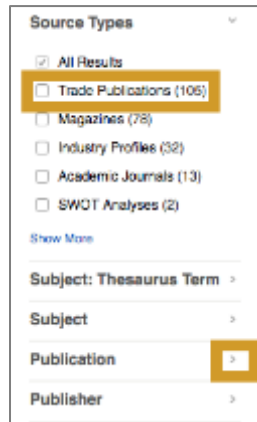 Source Types
All Results
Trade Publications (106)
Magazines (78)
Industry Profiles (32)
Academic Journals (13)
SWOT Analyses (2)
Show More
Subject: Thesaurus Term
Subject
Publication
Publisher